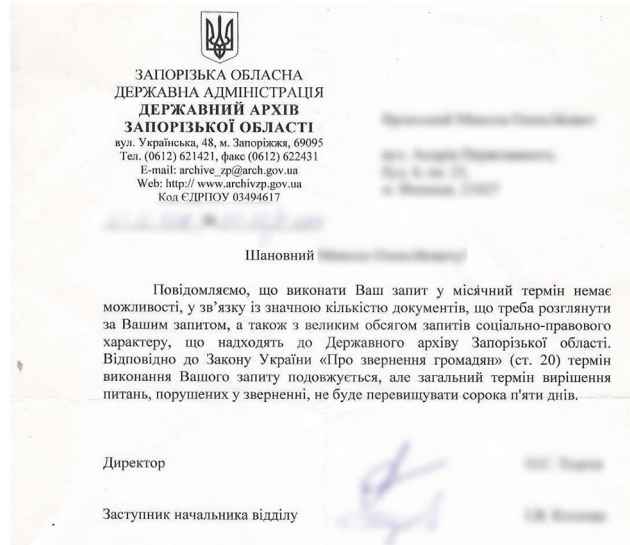 ЗАПОРІЗЬКА ОБЛАСНА
ДЕРЖАВНА АДМІНІСТРАЦІЯ
ДЕРЖАВНИЙ АРХІВ
ЗАПОРІЗЬКОЇ ОБЛАСТІ
вул. Українська, 48, м. Запоріжжя, 69095
Тел. (0612) 621421, факс (0612) 622431
E-mail: archive_zp@arch.gov.ua
Web: http:// www.archivzp.gov.ua
Код ЄДРПОУ 03494617
Шановний
Повідомляємо, що виконати Ваш запит у місячний термін немає
можливості, у зв’язку із значною кількістю документів, що треба розглянути
за Вашим запитом, а також з великим обсягом запитів соціально-правового
характеру, що надходять до Державного архіву Запорізької області.
Відповідно до Закону України «Про звернення громадян» (ст. 20) термін
виконання Вашого запиту подовжується, але загальний термін вирішення
питань, порушених у зверненні, не буде перевищувати сорока п'яти днів.
Директор
Заступник начальника відділу